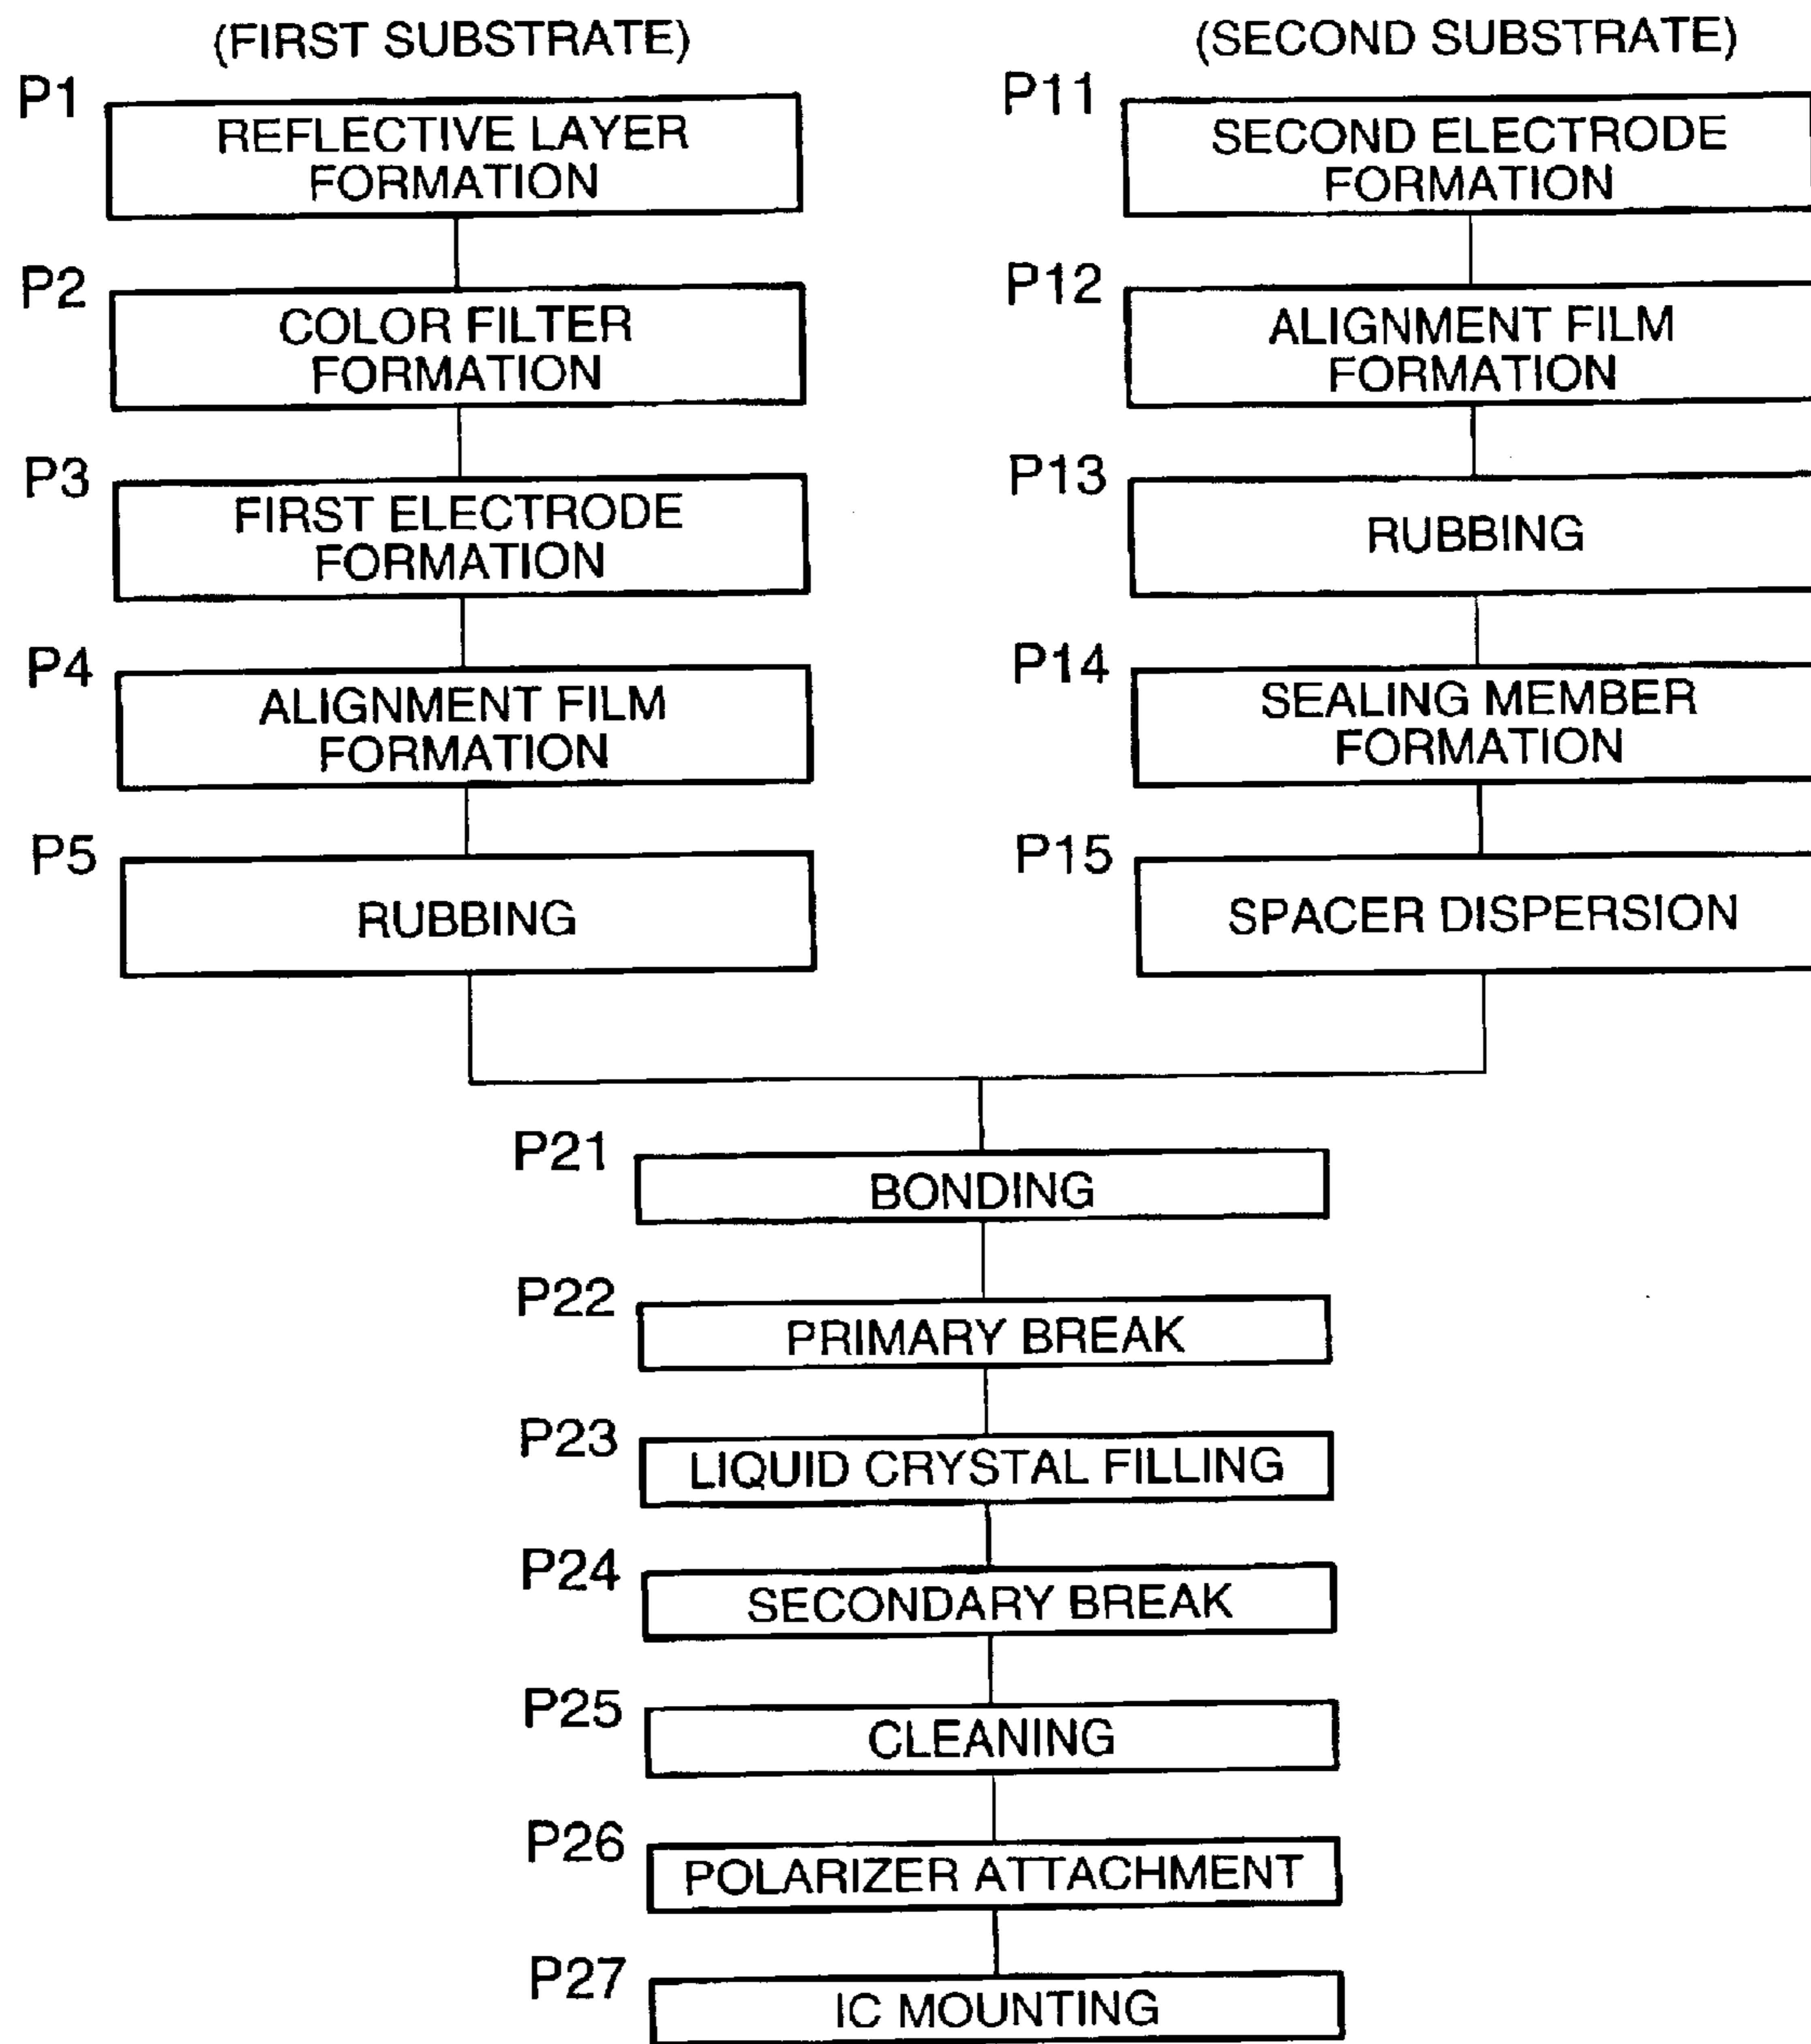 (FIRST SUBSTRATE)
P1
REFLECTIVE LAYER
FORMATION
P2
COLOR FILTER
FORMATION
P3
FIRST ELECTRODE
FORMATION
P4
ALIGNMENT FILM
FORMATION
P5
RUBBING
(SECOND SUBSTRATE)
P11
SECOND ELECTRODE
FORMATION
P12
ALIGNMENT FILM
FORMATION
P13
RUBBING
P14
SEALING MEMBER
FORMATION
P15
SPACER DISPERSION
P21
BONDING
P22
PRIMARY BREAK
P23
LIQUID CRYSTAL FILLING
P24
SECONDARY BREAK
P25
CLEANING
P26
POLARIZER ATTACHMENT
P27
IC MOUNTING